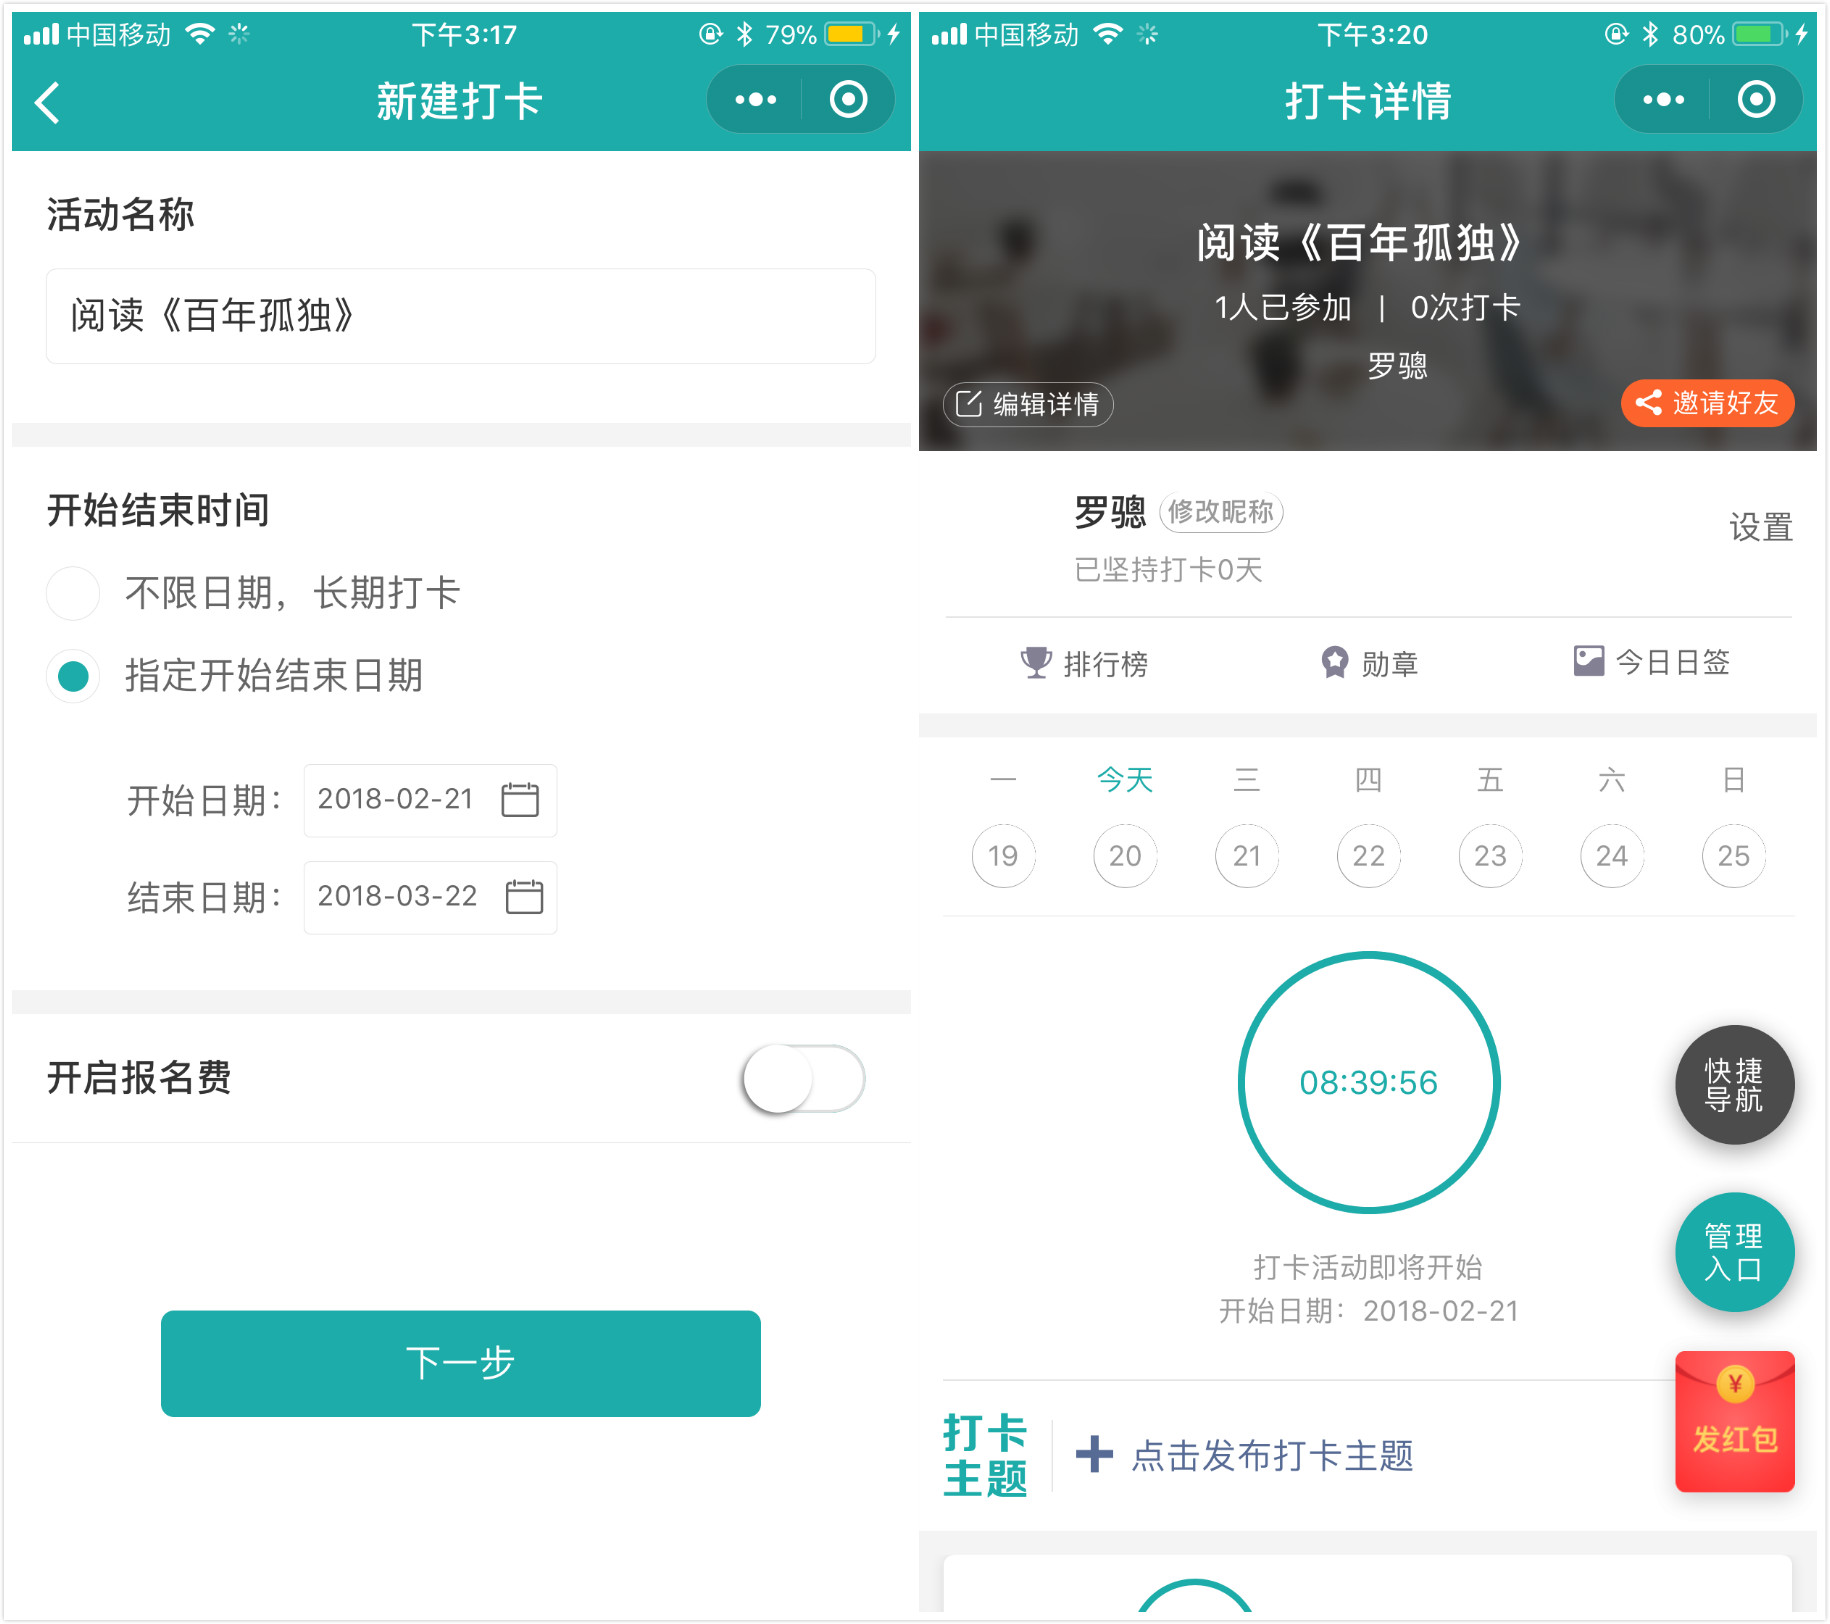 中国移动 下午3:17 79%
新建打卡
活动名称
阅读《百年孤独》
开始结束时间
不限日期，长期打卡
指定开始结束日期
开始日期： 2018-02-21
结束日期： 2018-03-22
开启报名费
下一步
中国移动 下午3:20 80%
打卡详情
阅读《百年孤独》
1人已参加 | 0次打卡
罗骢
编辑详情 邀请好友
罗骢 修改昵称
设置
已坚持打卡0天
排行榜 勋章 今日日签
一 今天 三 四 五 六 日
19 20 21 22 23 24 25
08:39:56
快捷
导航
管理
入口
打卡活动即将开始
开始日期：2018-02-21
¥
发红包
打卡
主题
点击发布打卡主题